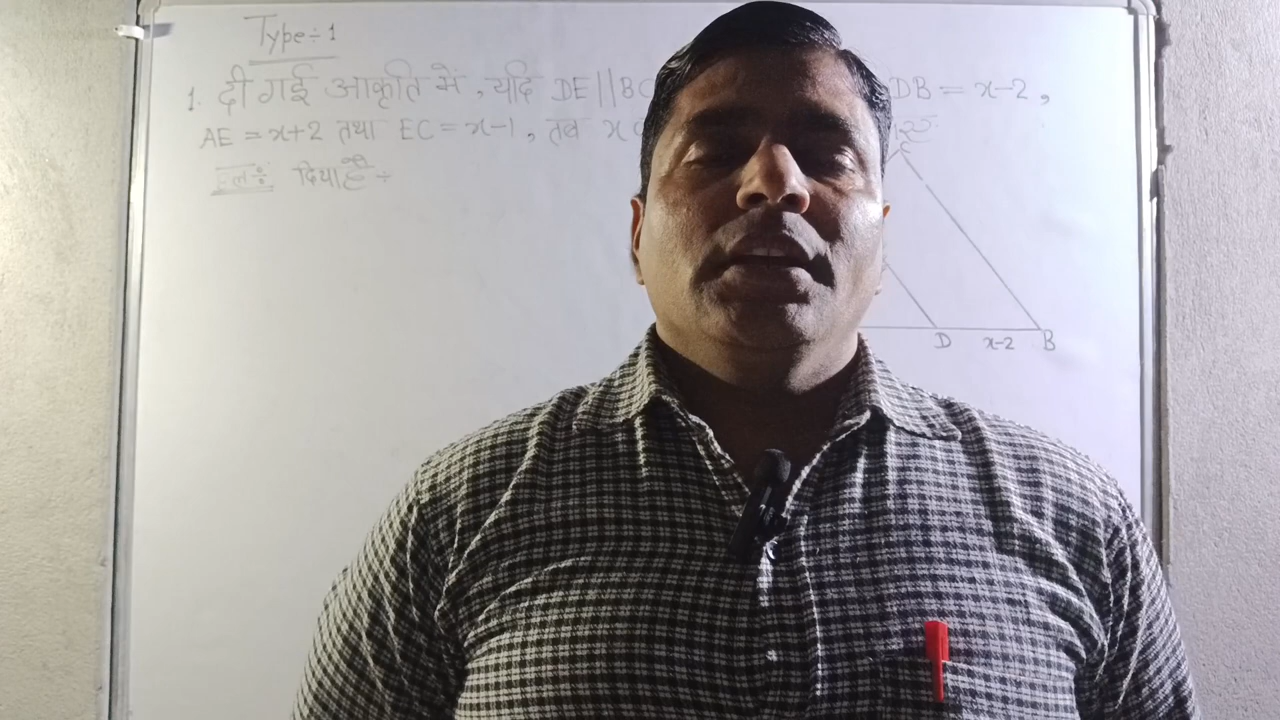 Type÷1
1. दी गई आकृति में, यदि DE||BC DB = x-2,
AE = x+2 तथा EC = x-1, तब x
हल÷ दिया है÷
D x-2 B